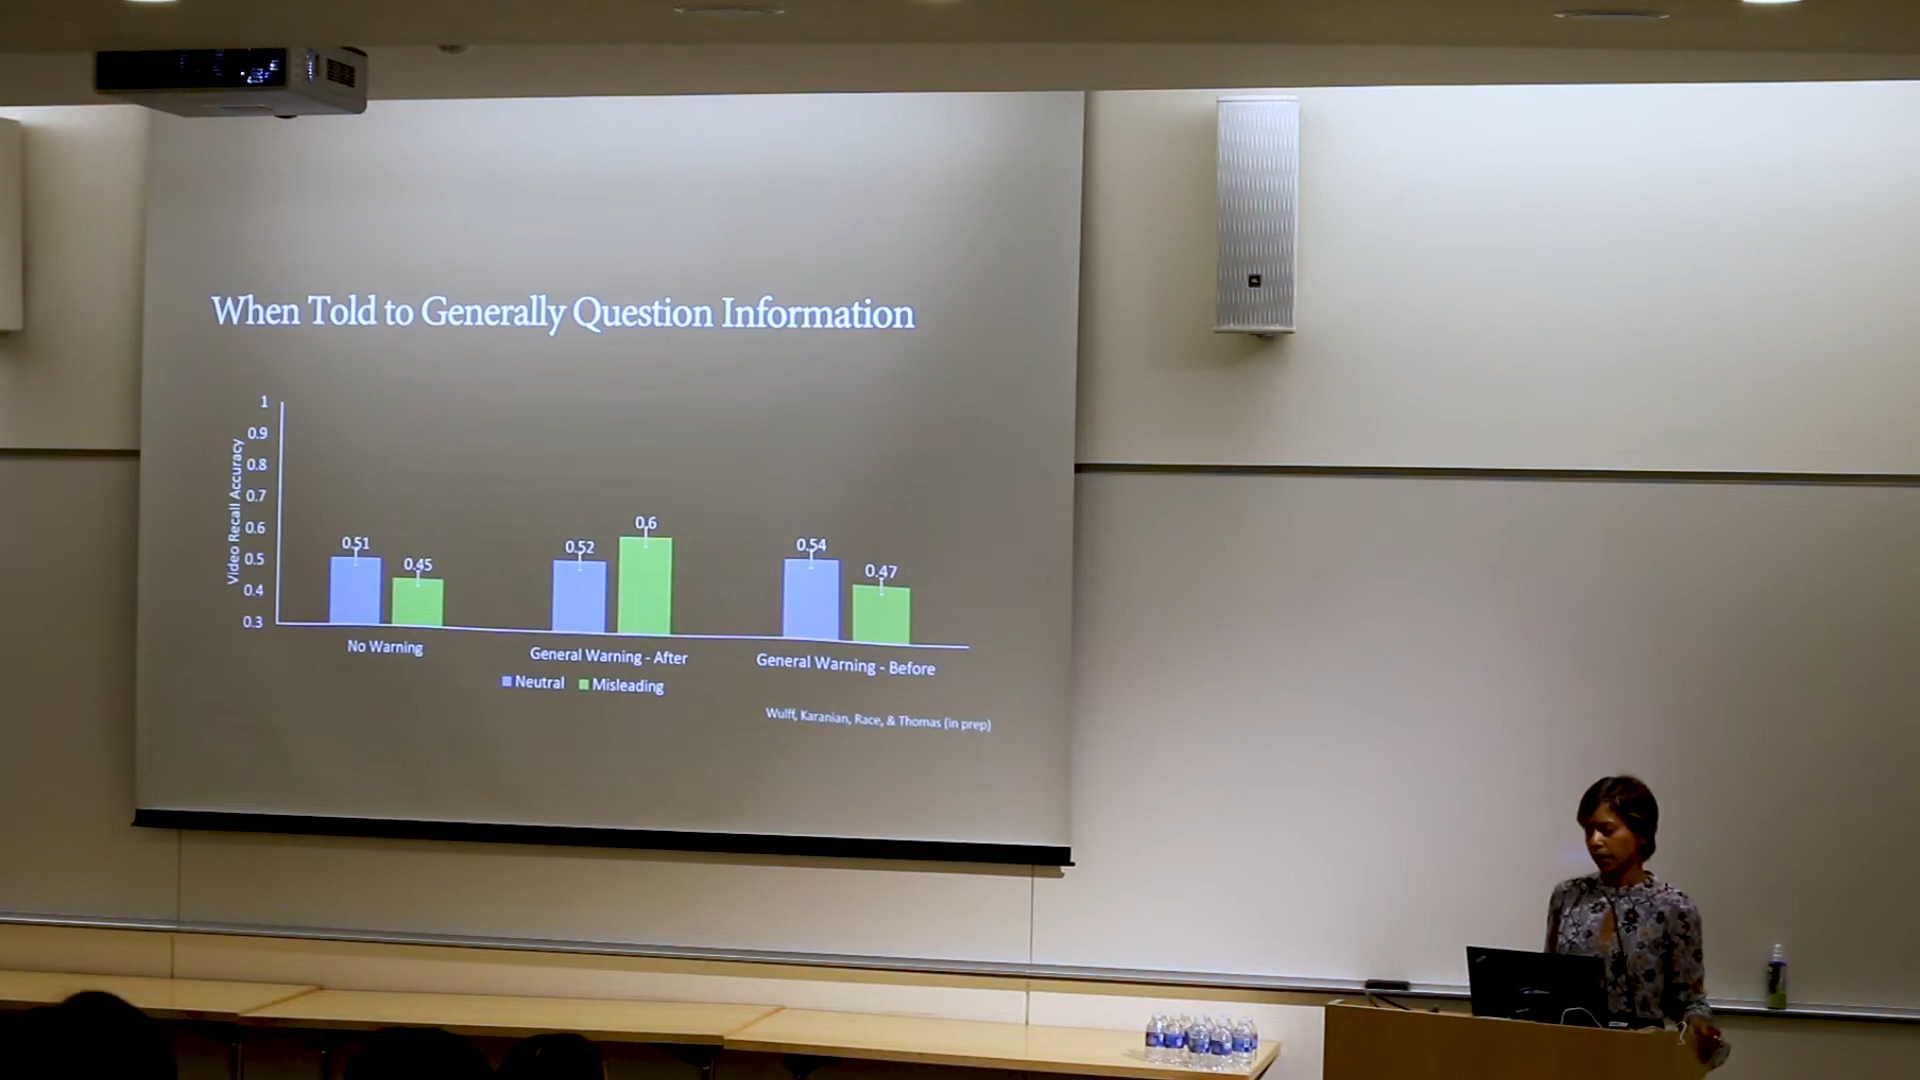 When Told to Generally Question Information
Video Recall Accuracy
1
0.9
0.8
0.7
0.6
0.5
0.4
0.3
0.51
0.45
0.52
0.6
0.54
0.47
No Warning
General Warning - After
General Warning - Before
Neutral
Misleading
Wulff, Karanian, Race, & Thomas (in prep)